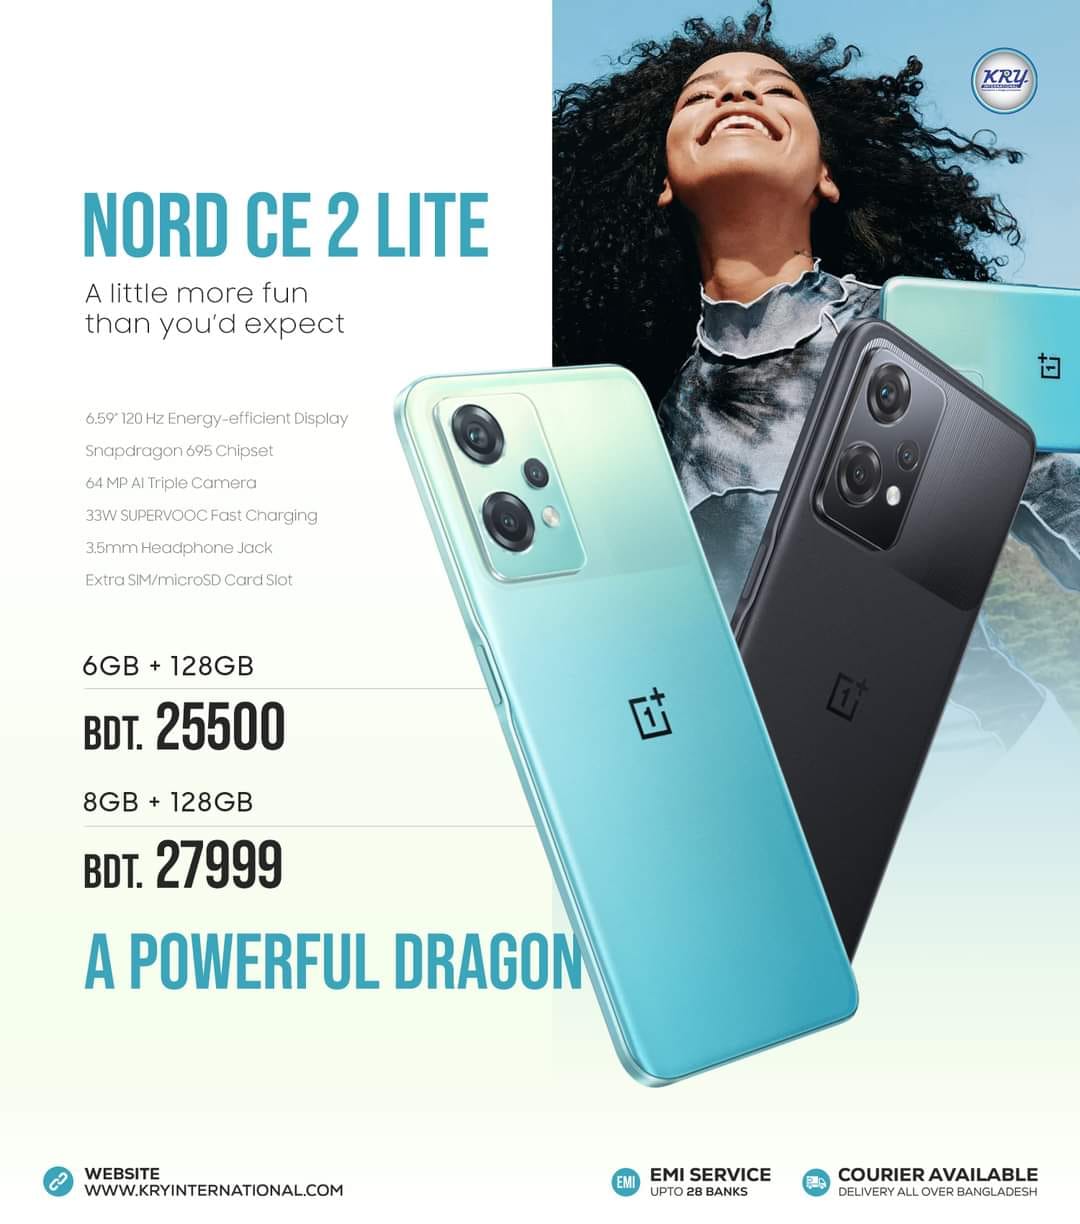 KRY
INTERNATIONAL
NORD CE 2 LITE
A little more fun
than you'd expect
6.59" 120 Hz Energy-efficient Display
Snapdragon 695 Chipset
64 MP AI Triple Camera
33W SUPERVOOC Fast Charging
3.5mm Headphone Jack
Extra SIM/microSD Card Slot
6GB + 128GB
BDT. 25500
8GB + 128GB
BDT. 27999
A POWERFUL DRAGON
WEBSITE
WWW.KRYINTERNATIONAL.COM
EMI
EMI SERVICE
UPTO 28 BANKS
COURIER AVAILABLE
DELIVERY ALL OVER BANGLADESH